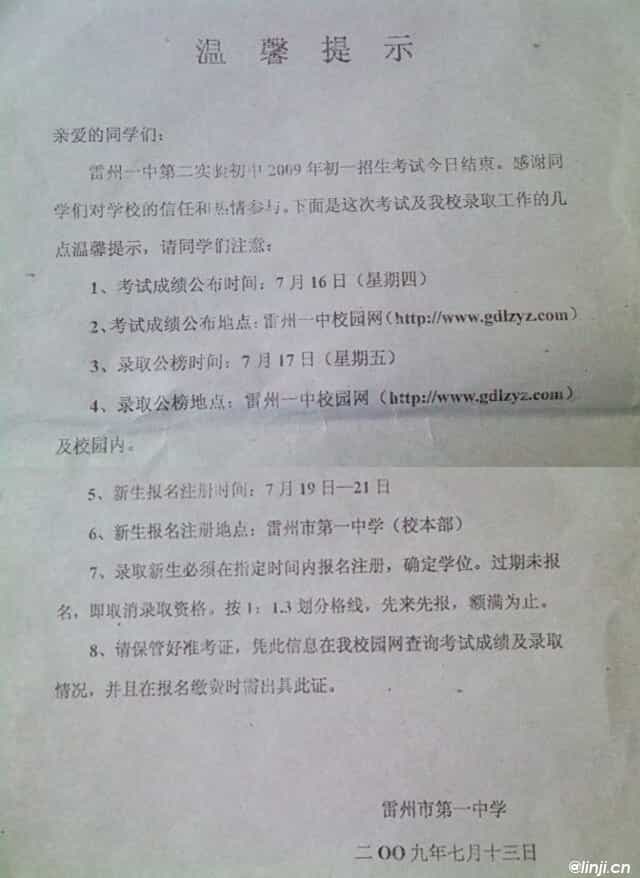 温馨提示
亲爱的同学们：
雷州一中第二实验初中2009年初一招生考试今日结束。感谢同
学们对学校的信任和热情参与。下面是这次考试及我校录取工作的几
点温馨提示，请同学们注意：
1、考试成绩公布时间：7月16日（星期四）
2、考试成绩公布地点：雷州一中校园网（http://www.gdlzyz.com）
3、录取公榜时间：7月17日（星期五）
4、录取公榜地点：雷州一中校园网（http://www.gdlzyz.com）
及校园内。
5、新生报名注册时间：7月19日—21日
6、新生报名注册地点：雷州市第一中学（校本部）
7、录取新生必须在指定时间内报名注册，确定学位。过期未报
名，即取消录取资格。按1：1.3划分格线，先来先报，额满为止。
8、请保管好准考证，凭此信息在我校园网查询考试成绩及录取
情况，并且在报名缴费时需出具此证。
雷州市第一中学
二OO九年七月十三日
@linji.cn